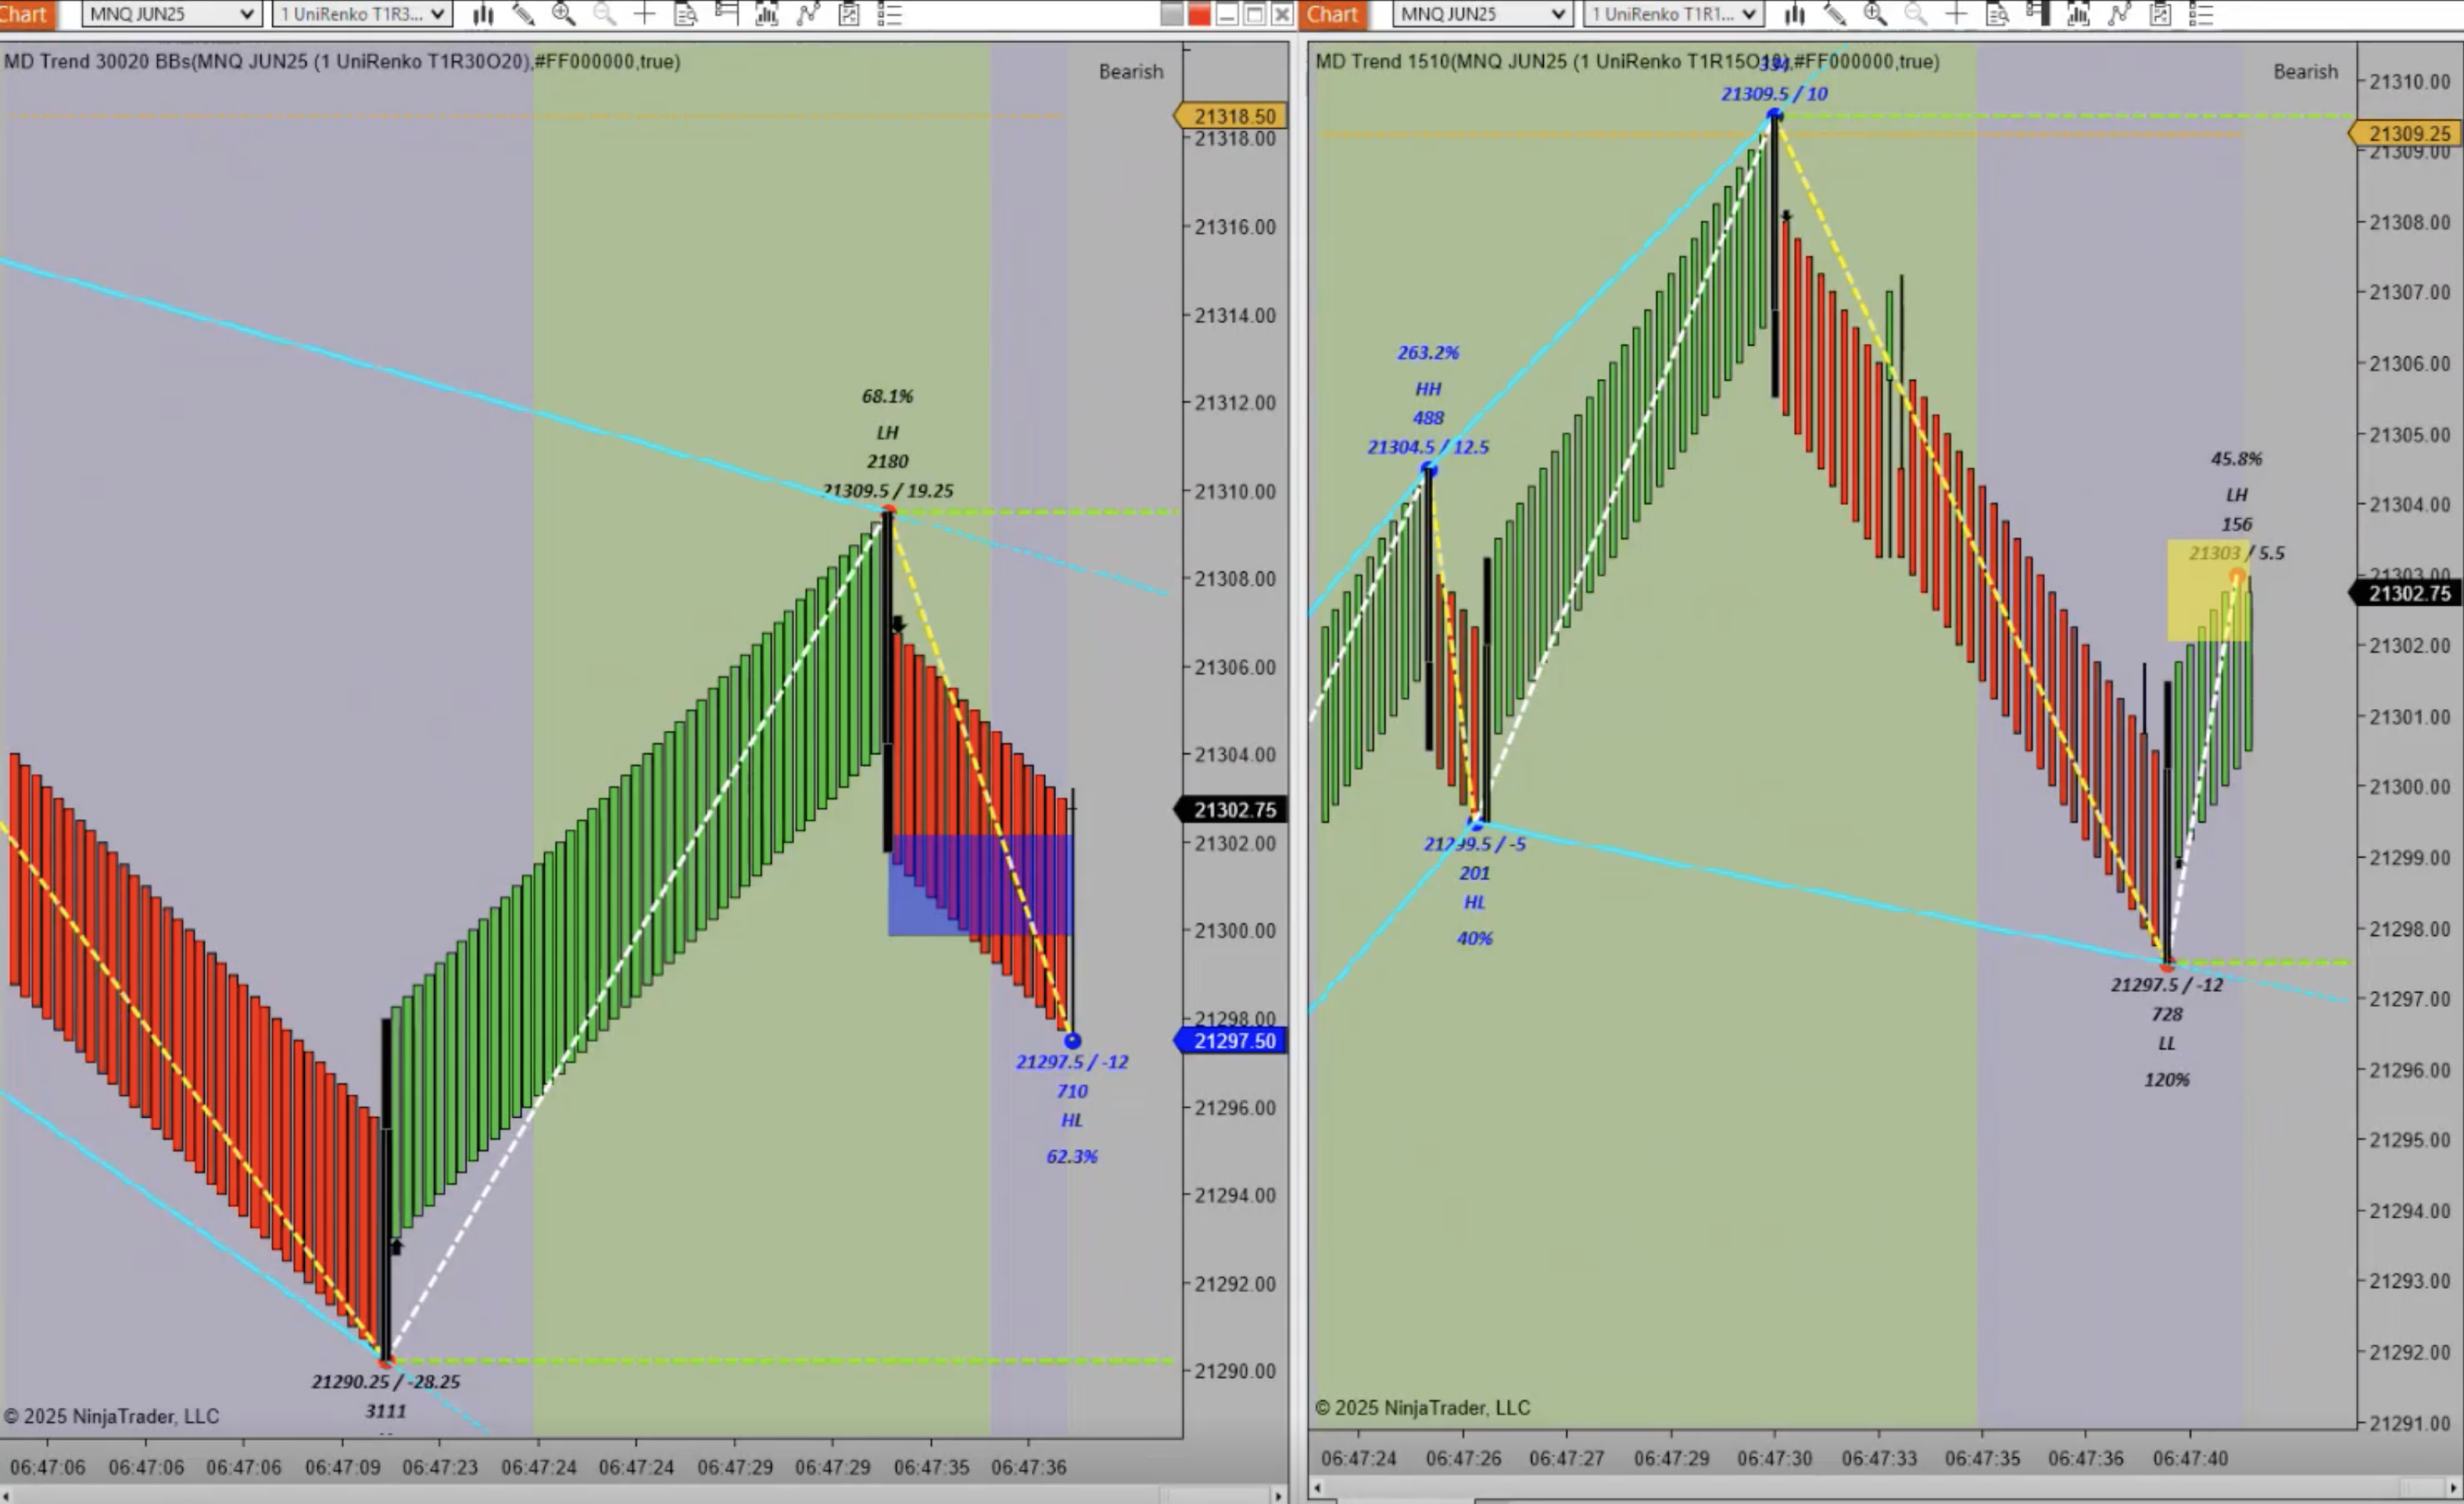 Chart MNQ JUN25 1 UniRenko T1R3...
MD Trend 30020 BBs(MNQ JUN25 (1 UniRenko T1R30O20),#FF000000,true)
Bearish
21318.50
21318.00
21316.00
21314.00
21312.00
21310.00
21308.00
21306.00
21304.00
21302.75
21302.00
21300.00
21298.00
21297.50
21296.00
21294.00
21292.00
21290.00
68.1%
LH
2180
21309.5 / 19.25
21297.5 / -12
710
HL
62.3%
21290.25 / -28.25
3111
© 2025 NinjaTrader, LLC
06:47:06 06:47:06 06:47:06 06:47:09 06:47:23 06:47:24 06:47:24 06:47:29 06:47:29 06:47:35 06:47:36
Chart MNQ JUN25 1 UniRenko T1R1...
MD Trend 1510(MNQ JUN25 (1 UniRenko T1R15O10),#FF000000,true)
Bearish
334
21309.5 / 10
263.2%
HH
488
21304.5 / 12.5
21299.5 / -5
201
HL
40%
45.8%
LH
156
21303 / 5.5
21297.5 / -12
728
LL
120%
21310.00
21309.25
21309.00
21308.00
21307.00
21306.00
21305.00
21304.00
21303.00
21302.75
21302.00
21301.00
21300.00
21299.00
21298.00
21297.00
21296.00
21295.00
21294.00
21293.00
21292.00
21291.00
© 2025 NinjaTrader, LLC
06:47:24 06:47:26 06:47:27 06:47:29 06:47:30 06:47:33 06:47:35 06:47:36 06:47:40